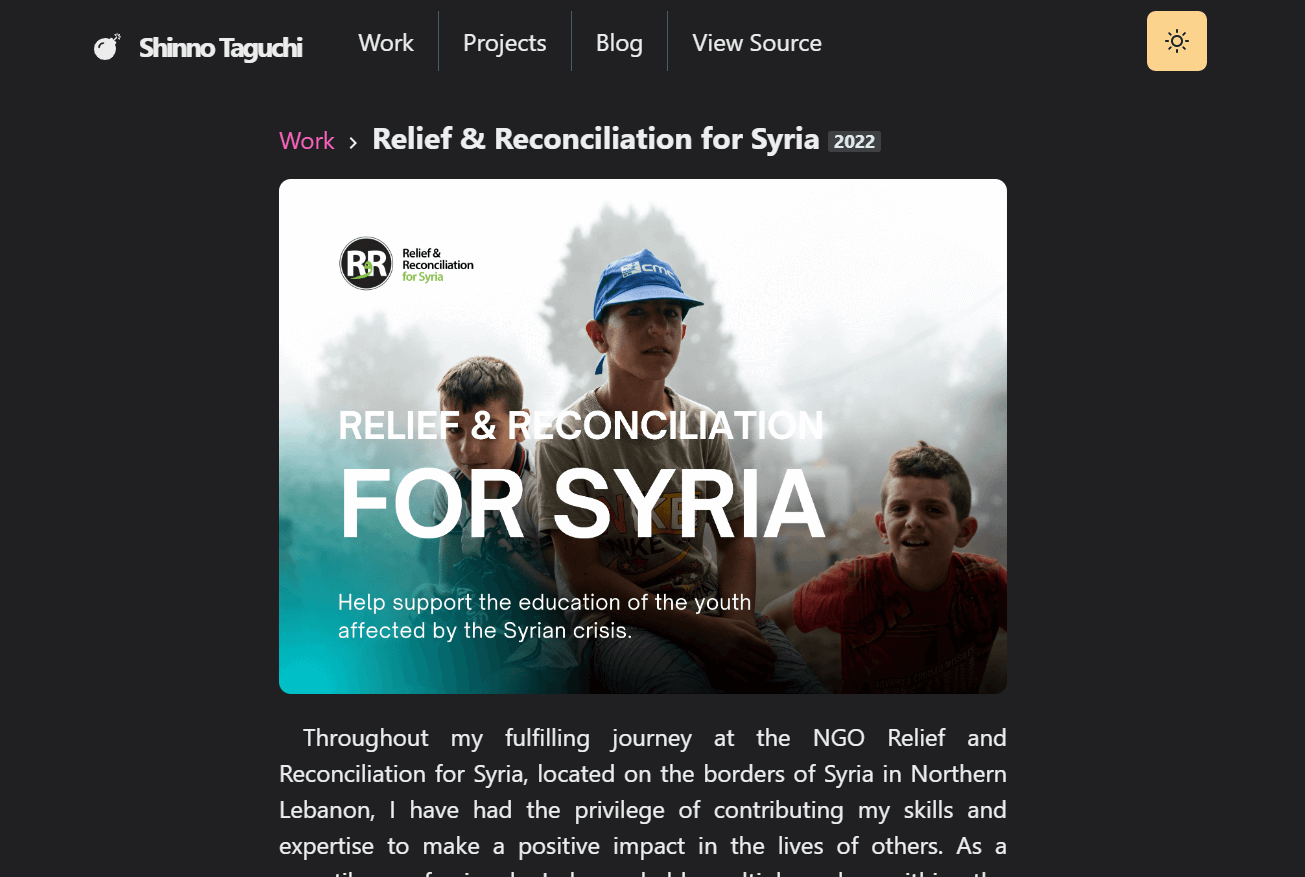 Shinno Taguchi Work Projects Blog View Source
Work › Relief & Reconciliation for Syria 2022
RR Relief &
Reconciliation
for Syria
cmc
RELIEF & RECONCILIATION
FOR SYRIA
NIKE
NIKE
Help support the education of the youth
affected by the Syrian crisis.
Throughout my fulfilling journey at the NGO Relief and
Reconciliation for Syria, located on the borders of Syria in Northern
Lebanon, I have had the privilege of contributing my skills and
expertise to make a positive impact in the lives of others. As a